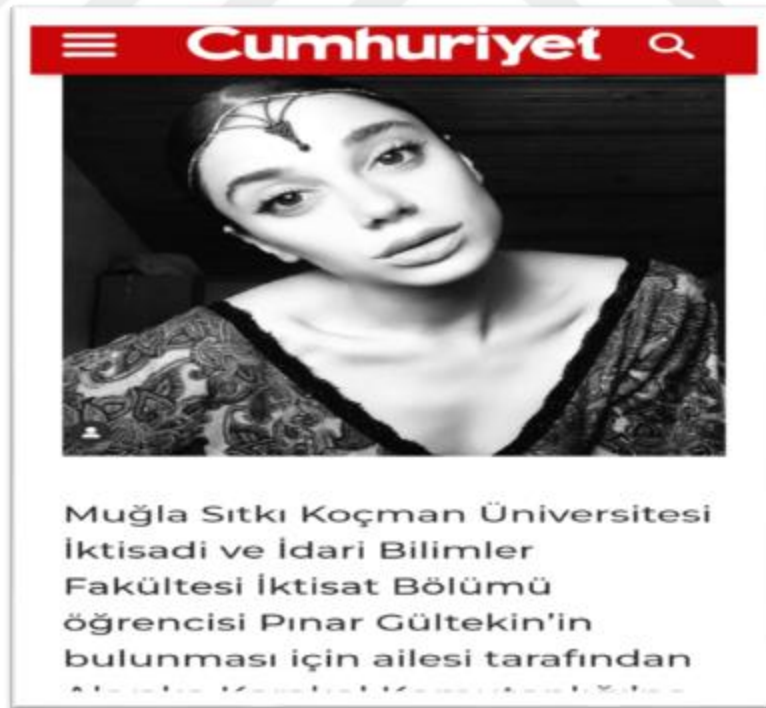 Cumhuriyet
Muğla Sıtkı Koçman Üniversitesi
İktisadi ve İdari Bilimler
Fakültesi İktisat Bölümü
öğrencisi Pınar Gültekin’in
bulunması için ailesi tarafından